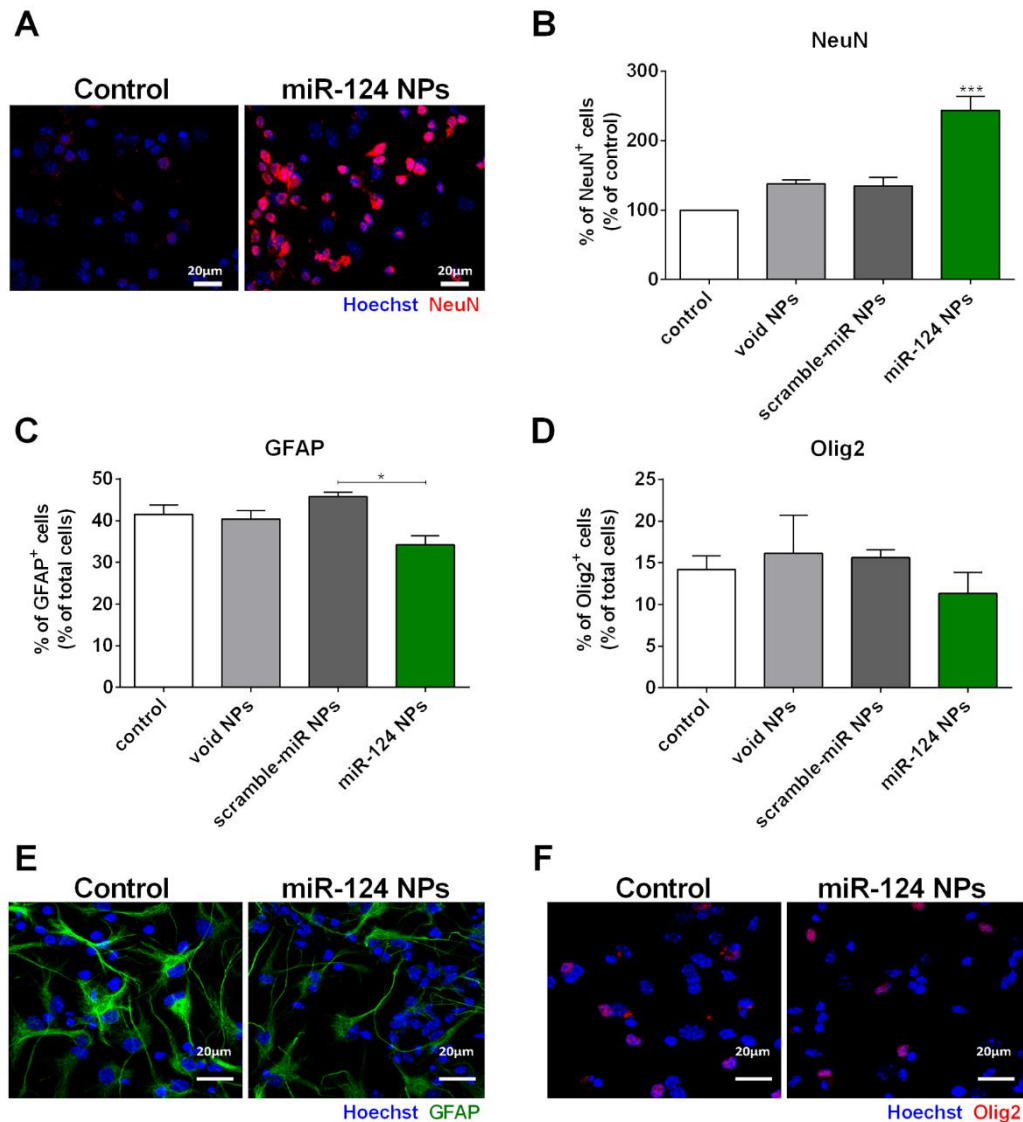 A
Control miR-124 NPs
20µm 20µm
Hoechst NeuN
B
NeuN
% of NeuN⁺ cells
(% of control)
300
200
100
0
control
void NPs
scramble-miR NPs
miR-124 NPs
***
C
GFAP
% of GFAP⁺ cells
(% of total cells)
50
40
30
20
10
0
control
void NPs
scramble-miR NPs
miR-124 NPs
*
D
Olig2
% of Olig2⁺ cells
(% of total cells)
25
20
15
10
5
0
control
void NPs
scramble-miR NPs
miR-124 NPs
E
Control miR-124 NPs
20µm 20µm
Hoechst GFAP
F
Control miR-124 NPs
20µm 20µm
Hoechst Olig2